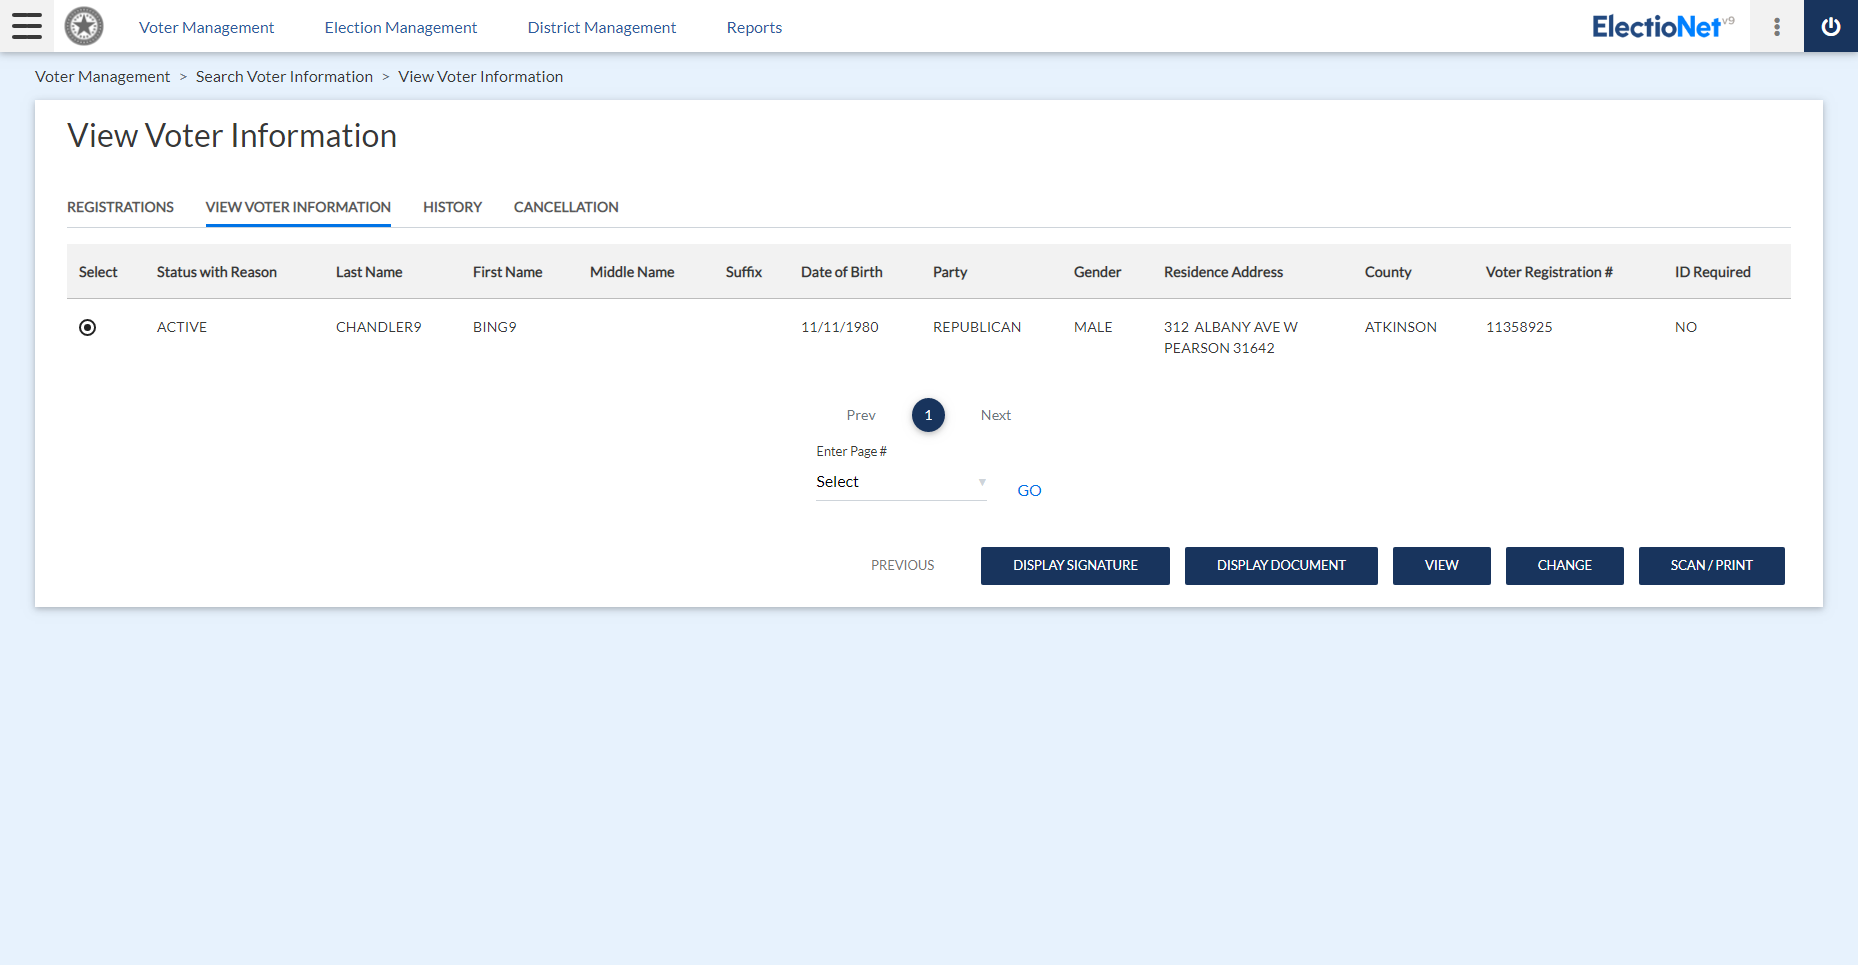 Voter Management Election Management District Management Reports ElectioNet v9
Voter Management > Search Voter Information > View Voter Information
View Voter Information
REGISTRATIONS VIEW VOTER INFORMATION HISTORY CANCELLATION
Select Status with Reason Last Name First Name Middle Name Suffix Date of Birth Party Gender Residence Address County Voter Registration # ID Required
ACTIVE CHANDLER9 BING9 11/11/1980 REPUBLICAN MALE 312 ALBANY AVE W ATKINSON 11358925 NO
PEARSON 31642
Prev 1 Next
Enter Page #
Select
GO
PREVIOUS DISPLAY SIGNATURE DISPLAY DOCUMENT VIEW CHANGE SCAN / PRINT